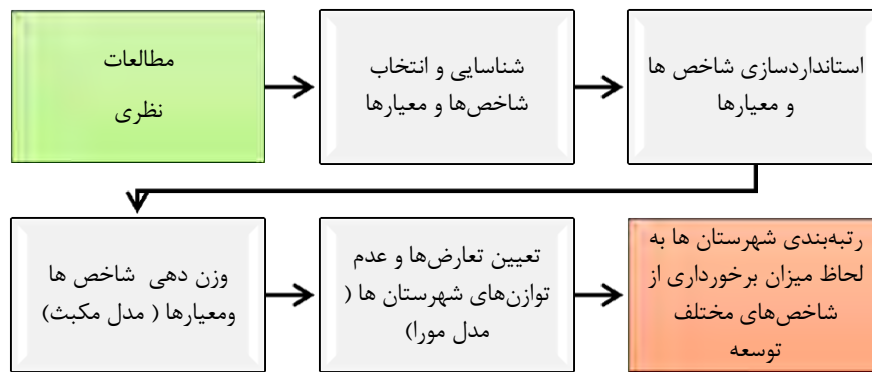 مطالعات
نظری
شناسایی و انتخاب
شاخص‌ها و معیارها
استانداردسازی شاخص ها
و معیارها
وزن دهی  شاخص ها
ومعیارها ( مدل مکبث)
تعیین تعارض‌ها و عدم
توازن‌های شهرستان ها (
مدل مورا)
رتبه‌بندی شهرستان ها به
لحاظ میزان برخورداری از
شاخص‌های مختلف
توسعه